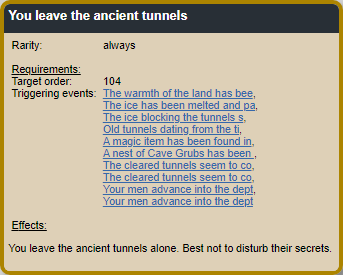 You leave the ancient tunnels
Rarity: always
Requirements:
Target order: 104
Triggering events: The warmth of the land has bee,
The ice has been melted and pa,
The ice blocking the tunnels s,
Old tunnels dating from the ti,
A magic item has been found in,
A nest of Cave Grubs has been ,
The cleared tunnels seem to co,
The cleared tunnels seem to co,
Your men advance into the dept,
Your men advance into the dept
Effects:
You leave the ancient tunnels alone. Best not to disturb their secrets.